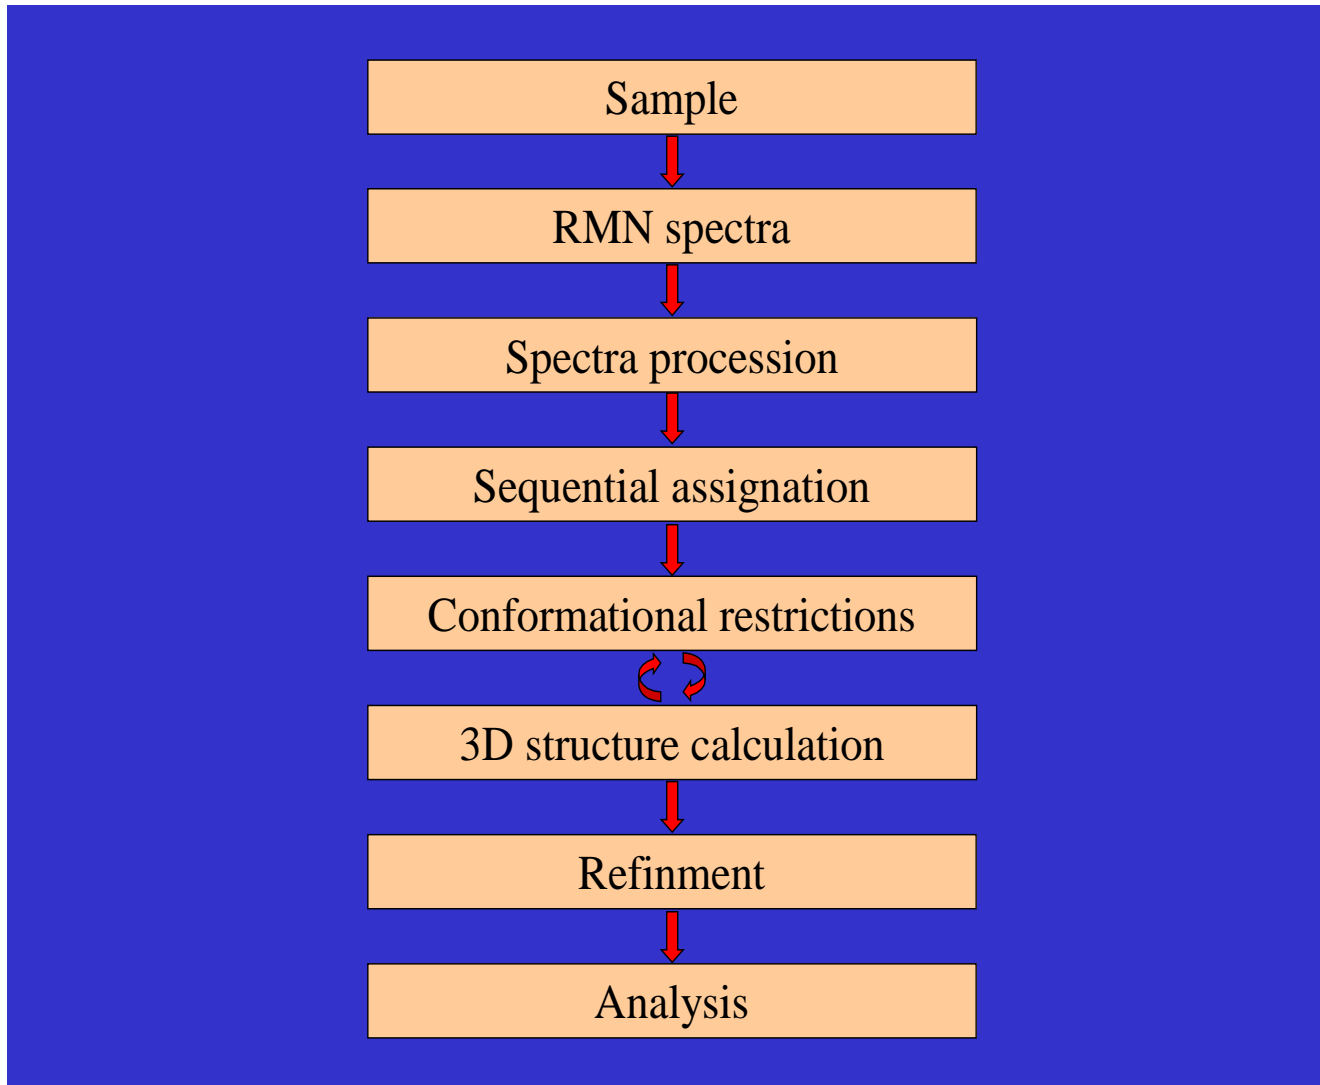 Sample
RMN spectra
Spectra procession
Sequential assignation
Conformational restrictions
3D structure calculation
Refinment
Analysis